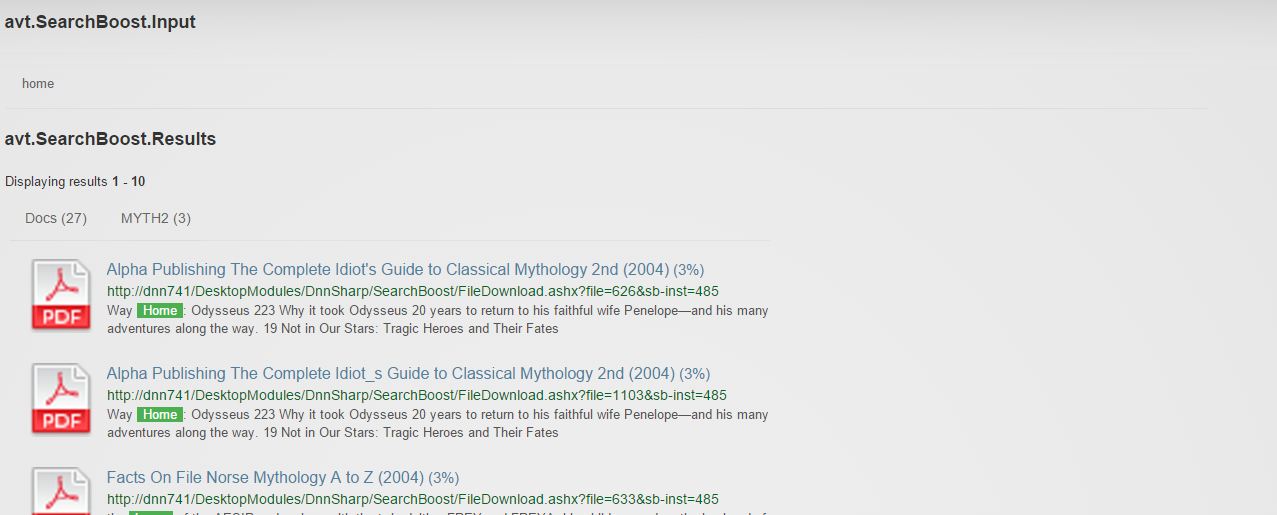 avt.SearchBoost.Input
home
avt.SearchBoost.Results
Displaying results 1 - 10
Docs (27) MYTH2 (3)
Alpha Publishing The Complete Idiot's Guide to Classical Mythology 2nd (2004) (3%)
http://dnn741/DesktopModules/DnnSharp/SearchBoost/FileDownload.ashx?file=626&sb-inst=485
Way Home: Odysseus 223 Why it took Odysseus 20 years to return to his faithful wife Penelope—and his many
adventures along the way. 19 Not in Our Stars: Tragic Heroes and Their Fates
PDF
Alpha Publishing The Complete Idiot_s Guide to Classical Mythology 2nd (2004) (3%)
http://dnn741/DesktopModules/DnnSharp/SearchBoost/FileDownload.ashx?file=1103&sb-inst=485
Way Home: Odysseus 223 Why it took Odysseus 20 years to return to his faithful wife Penelope—and his many
adventures along the way. 19 Not in Our Stars: Tragic Heroes and Their Fates
PDF
Facts On File Norse Mythology A to Z (2004) (3%)
http://dnn741/DesktopModules/DnnSharp/SearchBoost/FileDownload.ashx?file=633&sb-inst=485